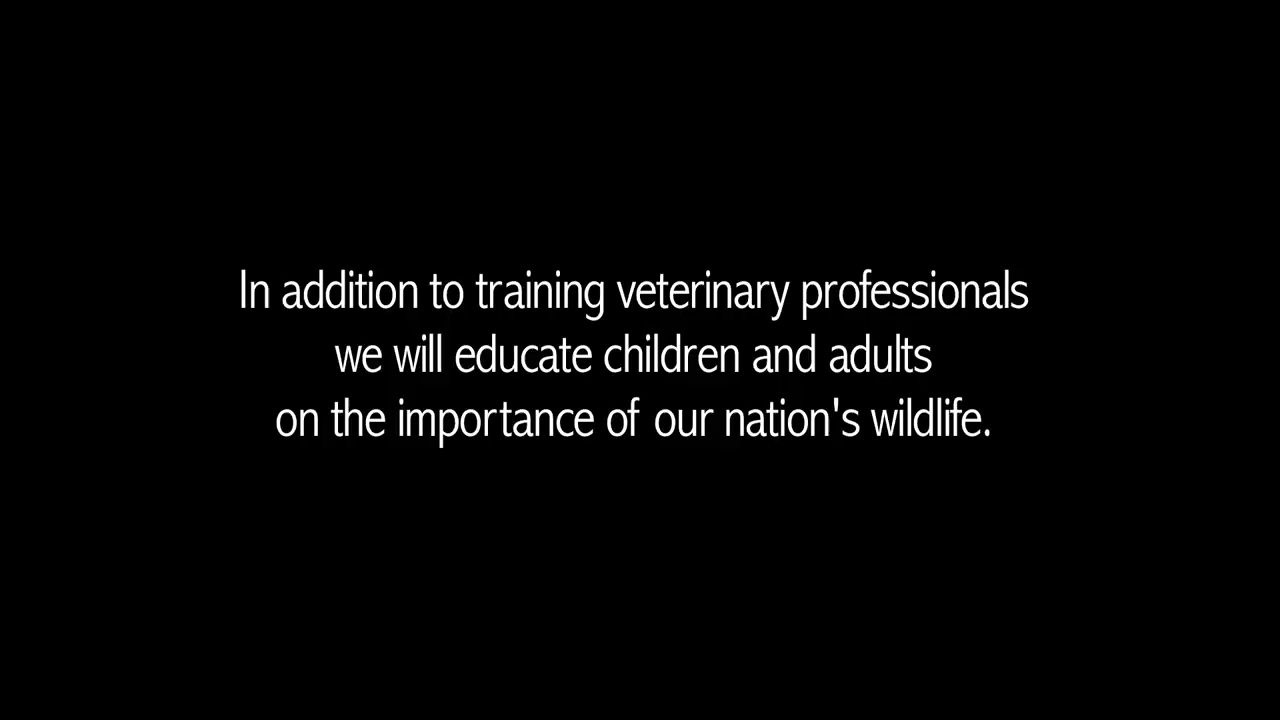 In addition to training veterinary professionals
we will educate children and adults
on the importance of our nation's wildlife.